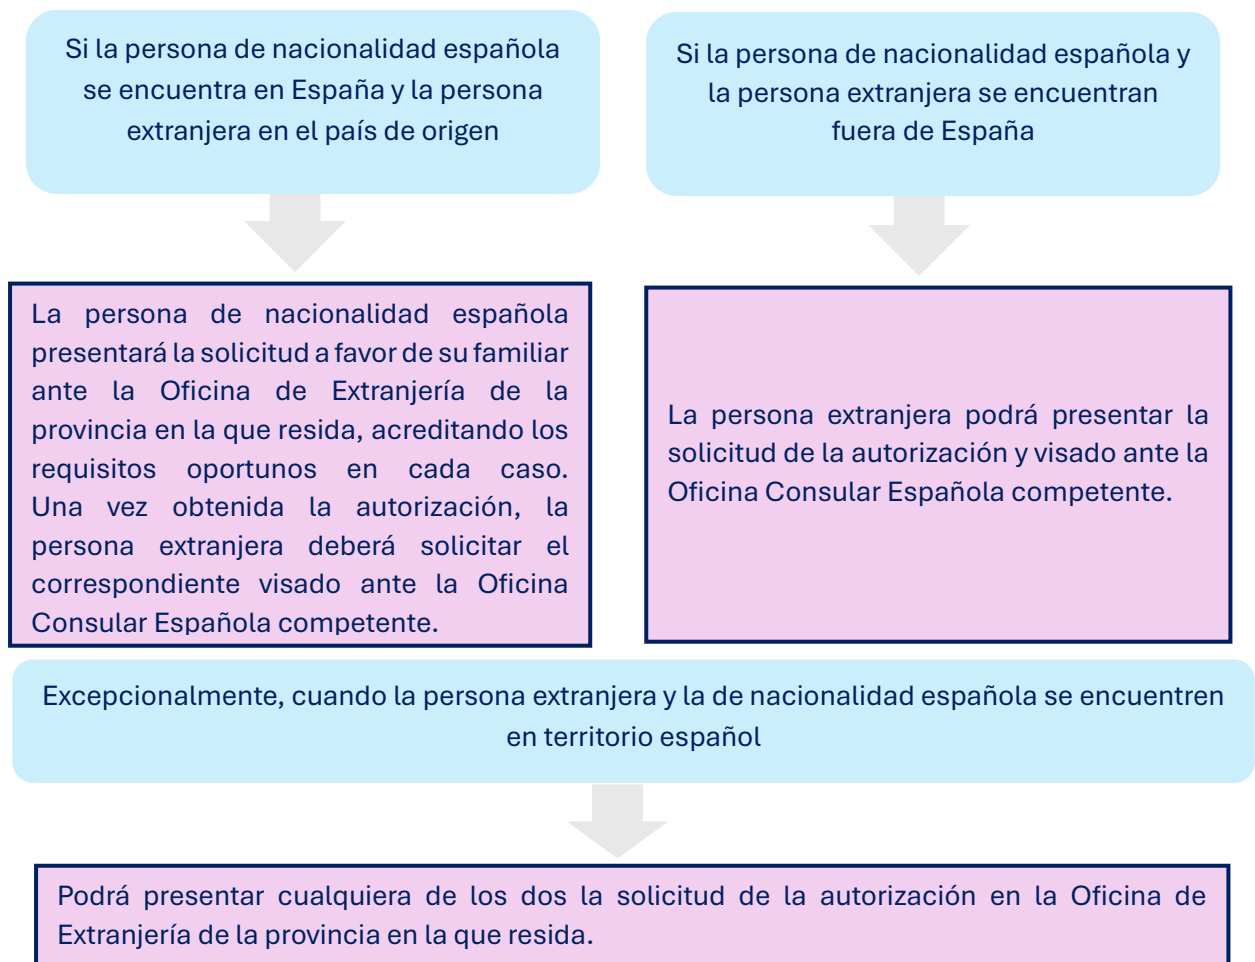 Si la persona de nacionalidad española
se encuentra en España y la persona
extranjera en el país de origen
Si la persona de nacionalidad española y
la persona extranjera se encuentran
fuera de España
La persona de nacionalidad española
presentará la solicitud a favor de su familiar
ante la Oficina de Extranjería de la
provincia en la que resida, acreditando los
requisitos oportunos en cada caso.
Una vez obtenida la autorización, la
persona extranjera deberá solicitar el
correspondiente visado ante la Oficina
Consular Española competente.
La persona extranjera podrá presentar la
solicitud de la autorización y visado ante la
Oficina Consular Española competente.
Excepcionalmente, cuando la persona extranjera y la de nacionalidad española se encuentren
en territorio español
Podrá presentar cualquiera de los dos la solicitud de la autorización en la Oficina de
Extranjería de la provincia en la que resida.